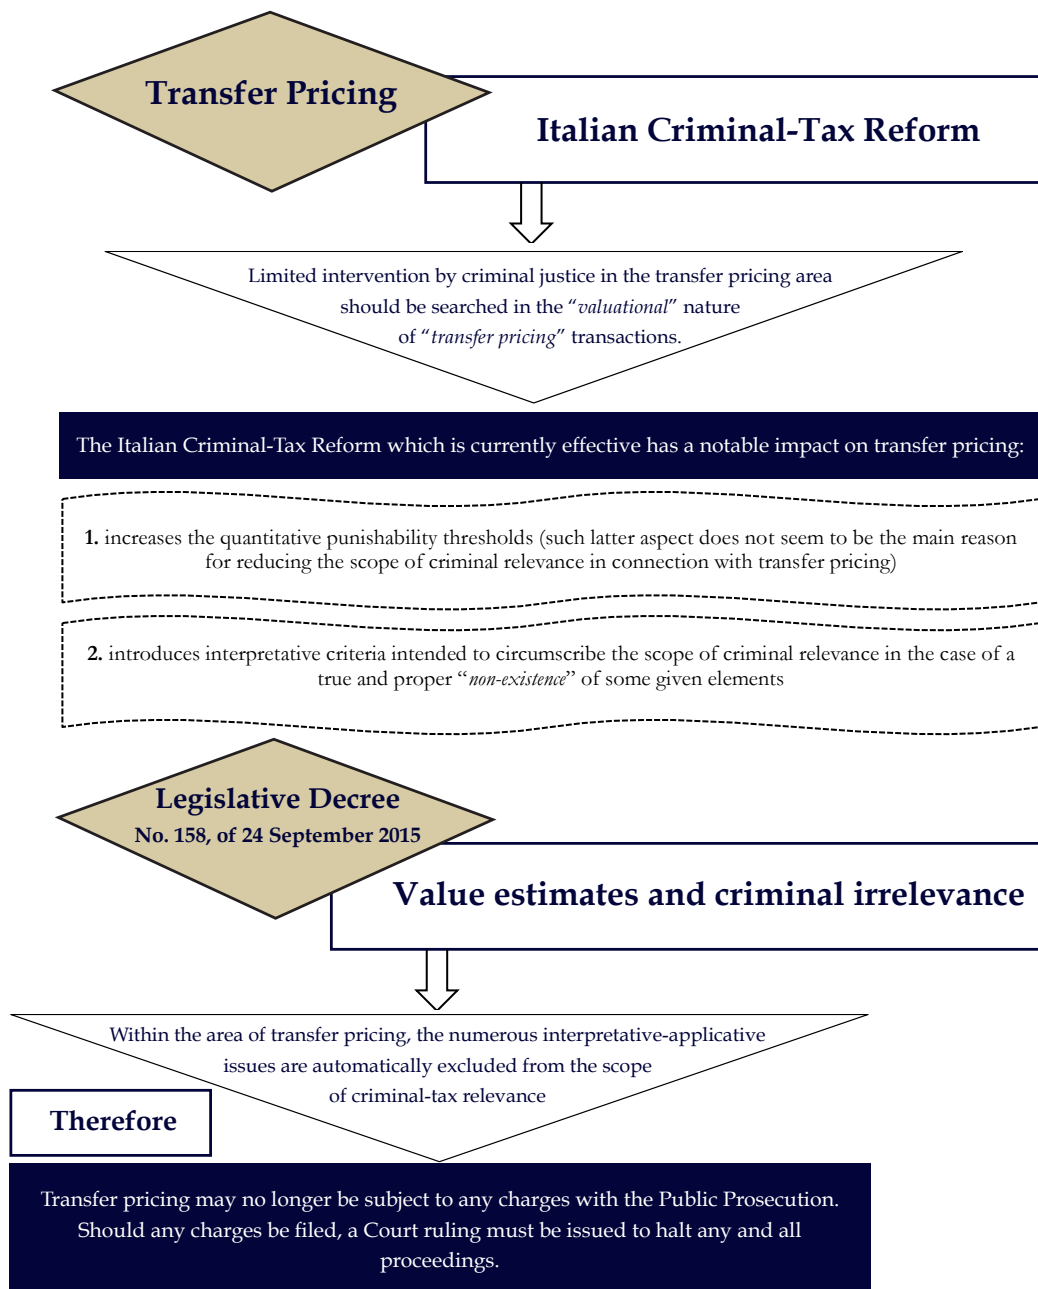 Transfer Pricing
Italian Criminal-Tax Reform
Limited intervention by criminal justice in the transfer pricing area
should be searched in the “valuational” nature
of “transfer pricing” transactions.
The Italian Criminal-Tax Reform which is currently effective has a notable impact on transfer pricing:
1. increases the quantitative punishability thresholds (such latter aspect does not seem to be the main reason
for reducing the scope of criminal relevance in connection with transfer pricing)
2. introduces interpretative criteria intended to circumscribe the scope of criminal relevance in the case of a
true and proper “non-existence” of some given elements
Legislative Decree
No. 158, of 24 September 2015
Value estimates and criminal irrelevance
Within the area of transfer pricing, the numerous interpretative-applicative
issues are automatically excluded from the scope
of criminal-tax relevance
Therefore
Transfer pricing may no longer be subject to any charges with the Public Prosecution.
Should any charges be filed, a Court ruling must be issued to halt any and all
proceedings.